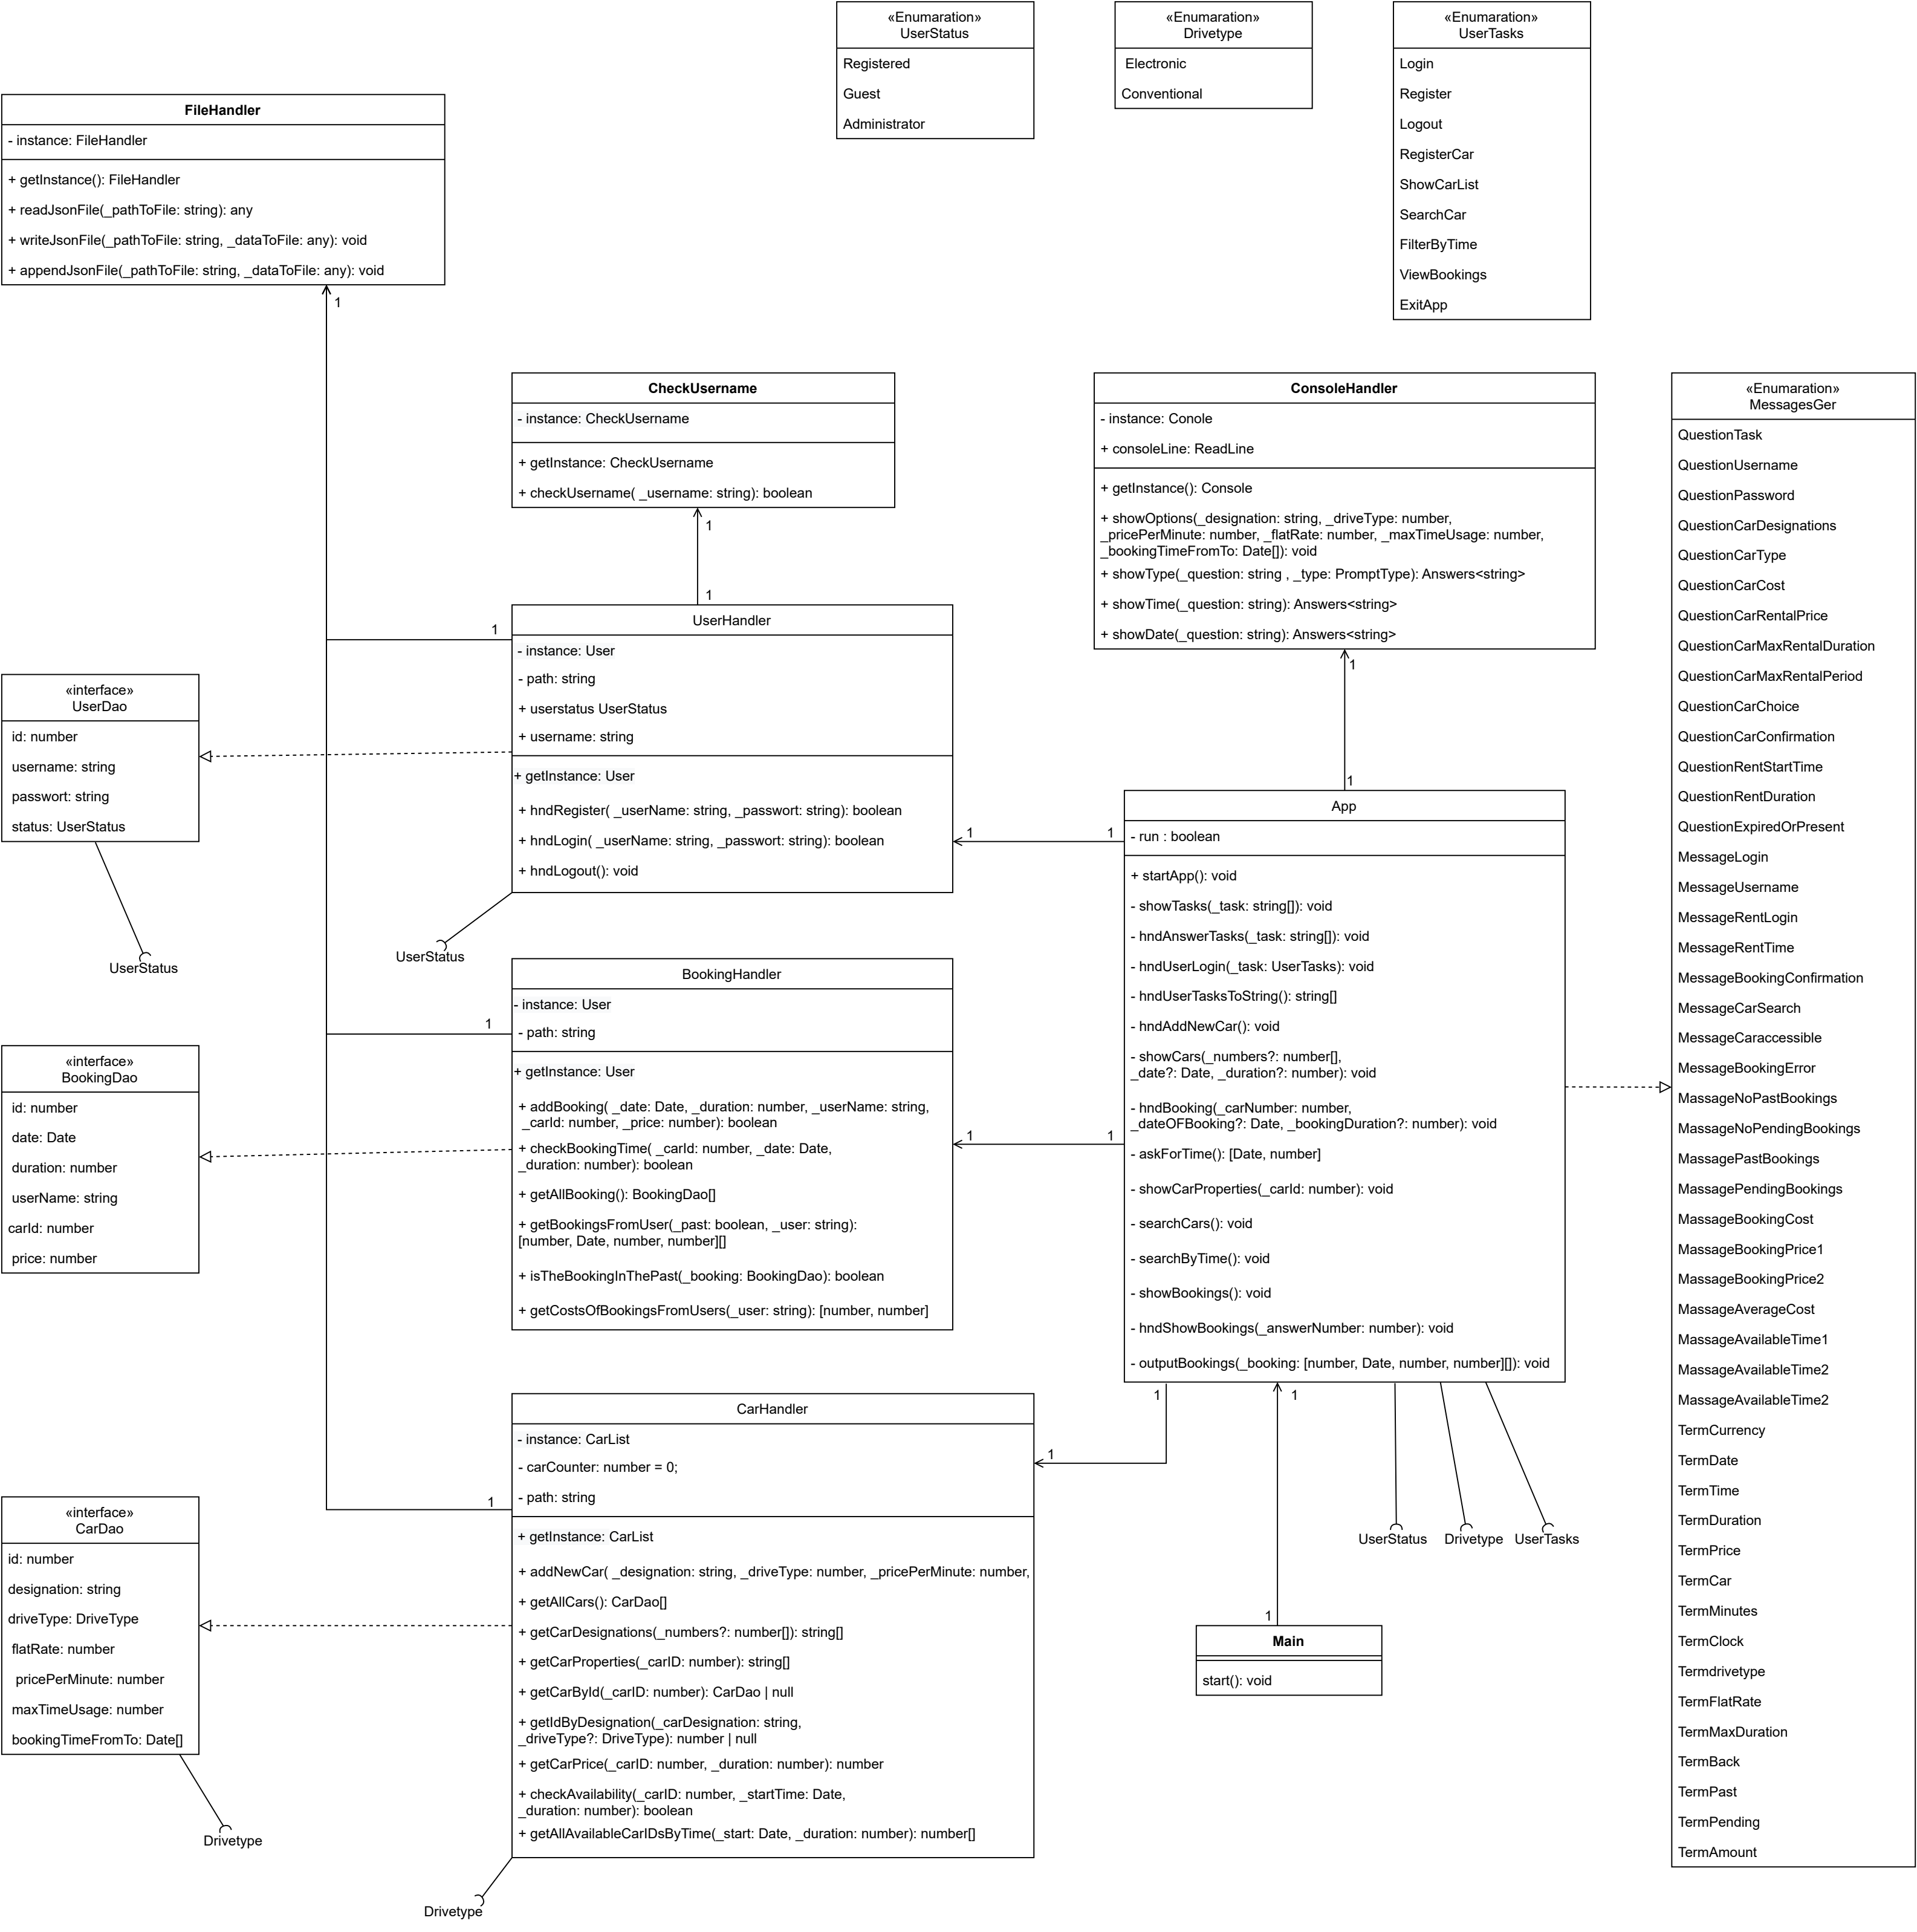 «Enumaration»
UserStatus
Registered
Guest
Administrator
«Enumaration»
Drivetype
Electronic
Conventional
«Enumaration»
UserTasks
Login
Register
Logout
RegisterCar
ShowCarList
SearchCar
FilterByTime
ViewBookings
ExitApp
FileHandler
- instance: FileHandler
+ getInstance(): FileHandler
+ readJsonFile(_pathToFile: string): any
+ writeJsonFile(_pathToFile: string, _dataToFile: any): void
+ appendJsonFile(_pathToFile: string, _dataToFile: any): void
1
CheckUsername
- instance: CheckUsername
+ getInstance: CheckUsername
+ checkUsername( _username: string): boolean
1
1
ConsoleHandler
- instance: Conole
+ consoleLine: ReadLine
+ getInstance(): Console
+ showOptions(_designation: string, _driveType: number,
_pricePerMinute: number, _flatRate: number, _maxTimeUsage: number,
_bookingTimeFromTo: Date[]): void
+ showType(_question: string , _type: PromptType): Answers<string>
+ showTime(_question: string): Answers<string>
+ showDate(_question: string): Answers<string>
1
1
«Enumaration»
MessagesGer
QuestionTask
QuestionUsername
QuestionPassword
QuestionCarDesignations
QuestionCarType
QuestionCarCost
QuestionCarRentalPrice
QuestionCarMaxRentalDuration
QuestionCarMaxRentalPeriod
QuestionCarChoice
QuestionCarConfirmation
QuestionRentStartTime
QuestionRentDuration
QuestionExpiredOrPresent
MessageLogin
MessageUsername
MessageRentLogin
MessageRentTime
MessageBookingConfirmation
MessageCarSearch
MessageCaraccessible
MessageBookingError
MassageNoPastBookings
MassageNoPendingBookings
MassagePastBookings
MassagePendingBookings
MassageBookingCost
MassageBookingPrice1
MassageBookingPrice2
MassageAverageCost
MassageAvailableTime1
MassageAvailableTime2
MassageAvailableTime2
TermCurrency
TermDate
TermTime
TermDuration
TermPrice
TermCar
TermMinutes
TermClock
Termdrivetype
TermFlatRate
TermMaxDuration
TermBack
TermPast
TermPending
TermAmount
1
UserHandler
- instance: User
- path: string
+ userstatus UserStatus
+ username: string
+ getInstance: User
+ hndRegister( _userName: string, _passwort: string): boolean
+ hndLogin( _userName: string, _passwort: string): boolean
+ hndLogout(): void
UserStatus
«interface»
UserDao
id: number
username: string
passwort: string
status: UserStatus
UserStatus
1
1
App
- run : boolean
+ startApp(): void
- showTasks(_task: string[]): void
- hndAnswerTasks(_task: string[]): void
- hndUserLogin(_task: UserTasks): void
- hndUserTasksToString(): string[]
- hndAddNewCar(): void
- showCars(_numbers?: number[],
_date?: Date, _duration?: number): void
- hndBooking(_carNumber: number,
_dateOFBooking?: Date, _bookingDuration?: number): void
- askForTime(): [Date, number]
- showCarProperties(_carId: number): void
- searchCars(): void
- searchByTime(): void
- showBookings(): void
- hndShowBookings(_answerNumber: number): void
- outputBookings(_booking: [number, Date, number, number][]): void
1
BookingHandler
- instance: User
- path: string
+ getInstance: User
+ addBooking( _date: Date, _duration: number, _userName: string,
_carId: number, _price: number): boolean
+ checkBookingTime( _carId: number, _date: Date,
_duration: number): boolean
+ getAllBooking(): BookingDao[]
+ getBookingsFromUser(_past: boolean, _user: string):
[number, Date, number, number][]
+ isTheBookingInThePast(_booking: BookingDao): boolean
+ getCostsOfBookingsFromUsers(_user: string): [number, number]
1
1
«interface»
BookingDao
id: number
date: Date
duration: number
userName: string
carId: number
price: number
1
1
1
1
CarHandler
- instance: CarList
- carCounter: number = 0;
- path: string
+ getInstance: CarList
+ addNewCar( _designation: string, _driveType: number, _pricePerMinute: number,
+ getAllCars(): CarDao[]
+ getCarDesignations(_numbers?: number[]): string[]
+ getCarProperties(_carID: number): string[]
+ getCarById(_carID: number): CarDao | null
+ getIdByDesignation(_carDesignation: string,
_driveType?: DriveType): number | null
+ getCarPrice(_carID: number, _duration: number): number
+ checkAvailability(_carID: number, _startTime: Date,
_duration: number): boolean
+ getAllAvailableCarIDsByTime(_start: Date, _duration: number): number[]
Drivetype
«interface»
CarDao
id: number
designation: string
driveType: DriveType
flatRate: number
pricePerMinute: number
maxTimeUsage: number
bookingTimeFromTo: Date[]
Drivetype
UserStatus
Drivetype
UserTasks
1
Main
start(): void